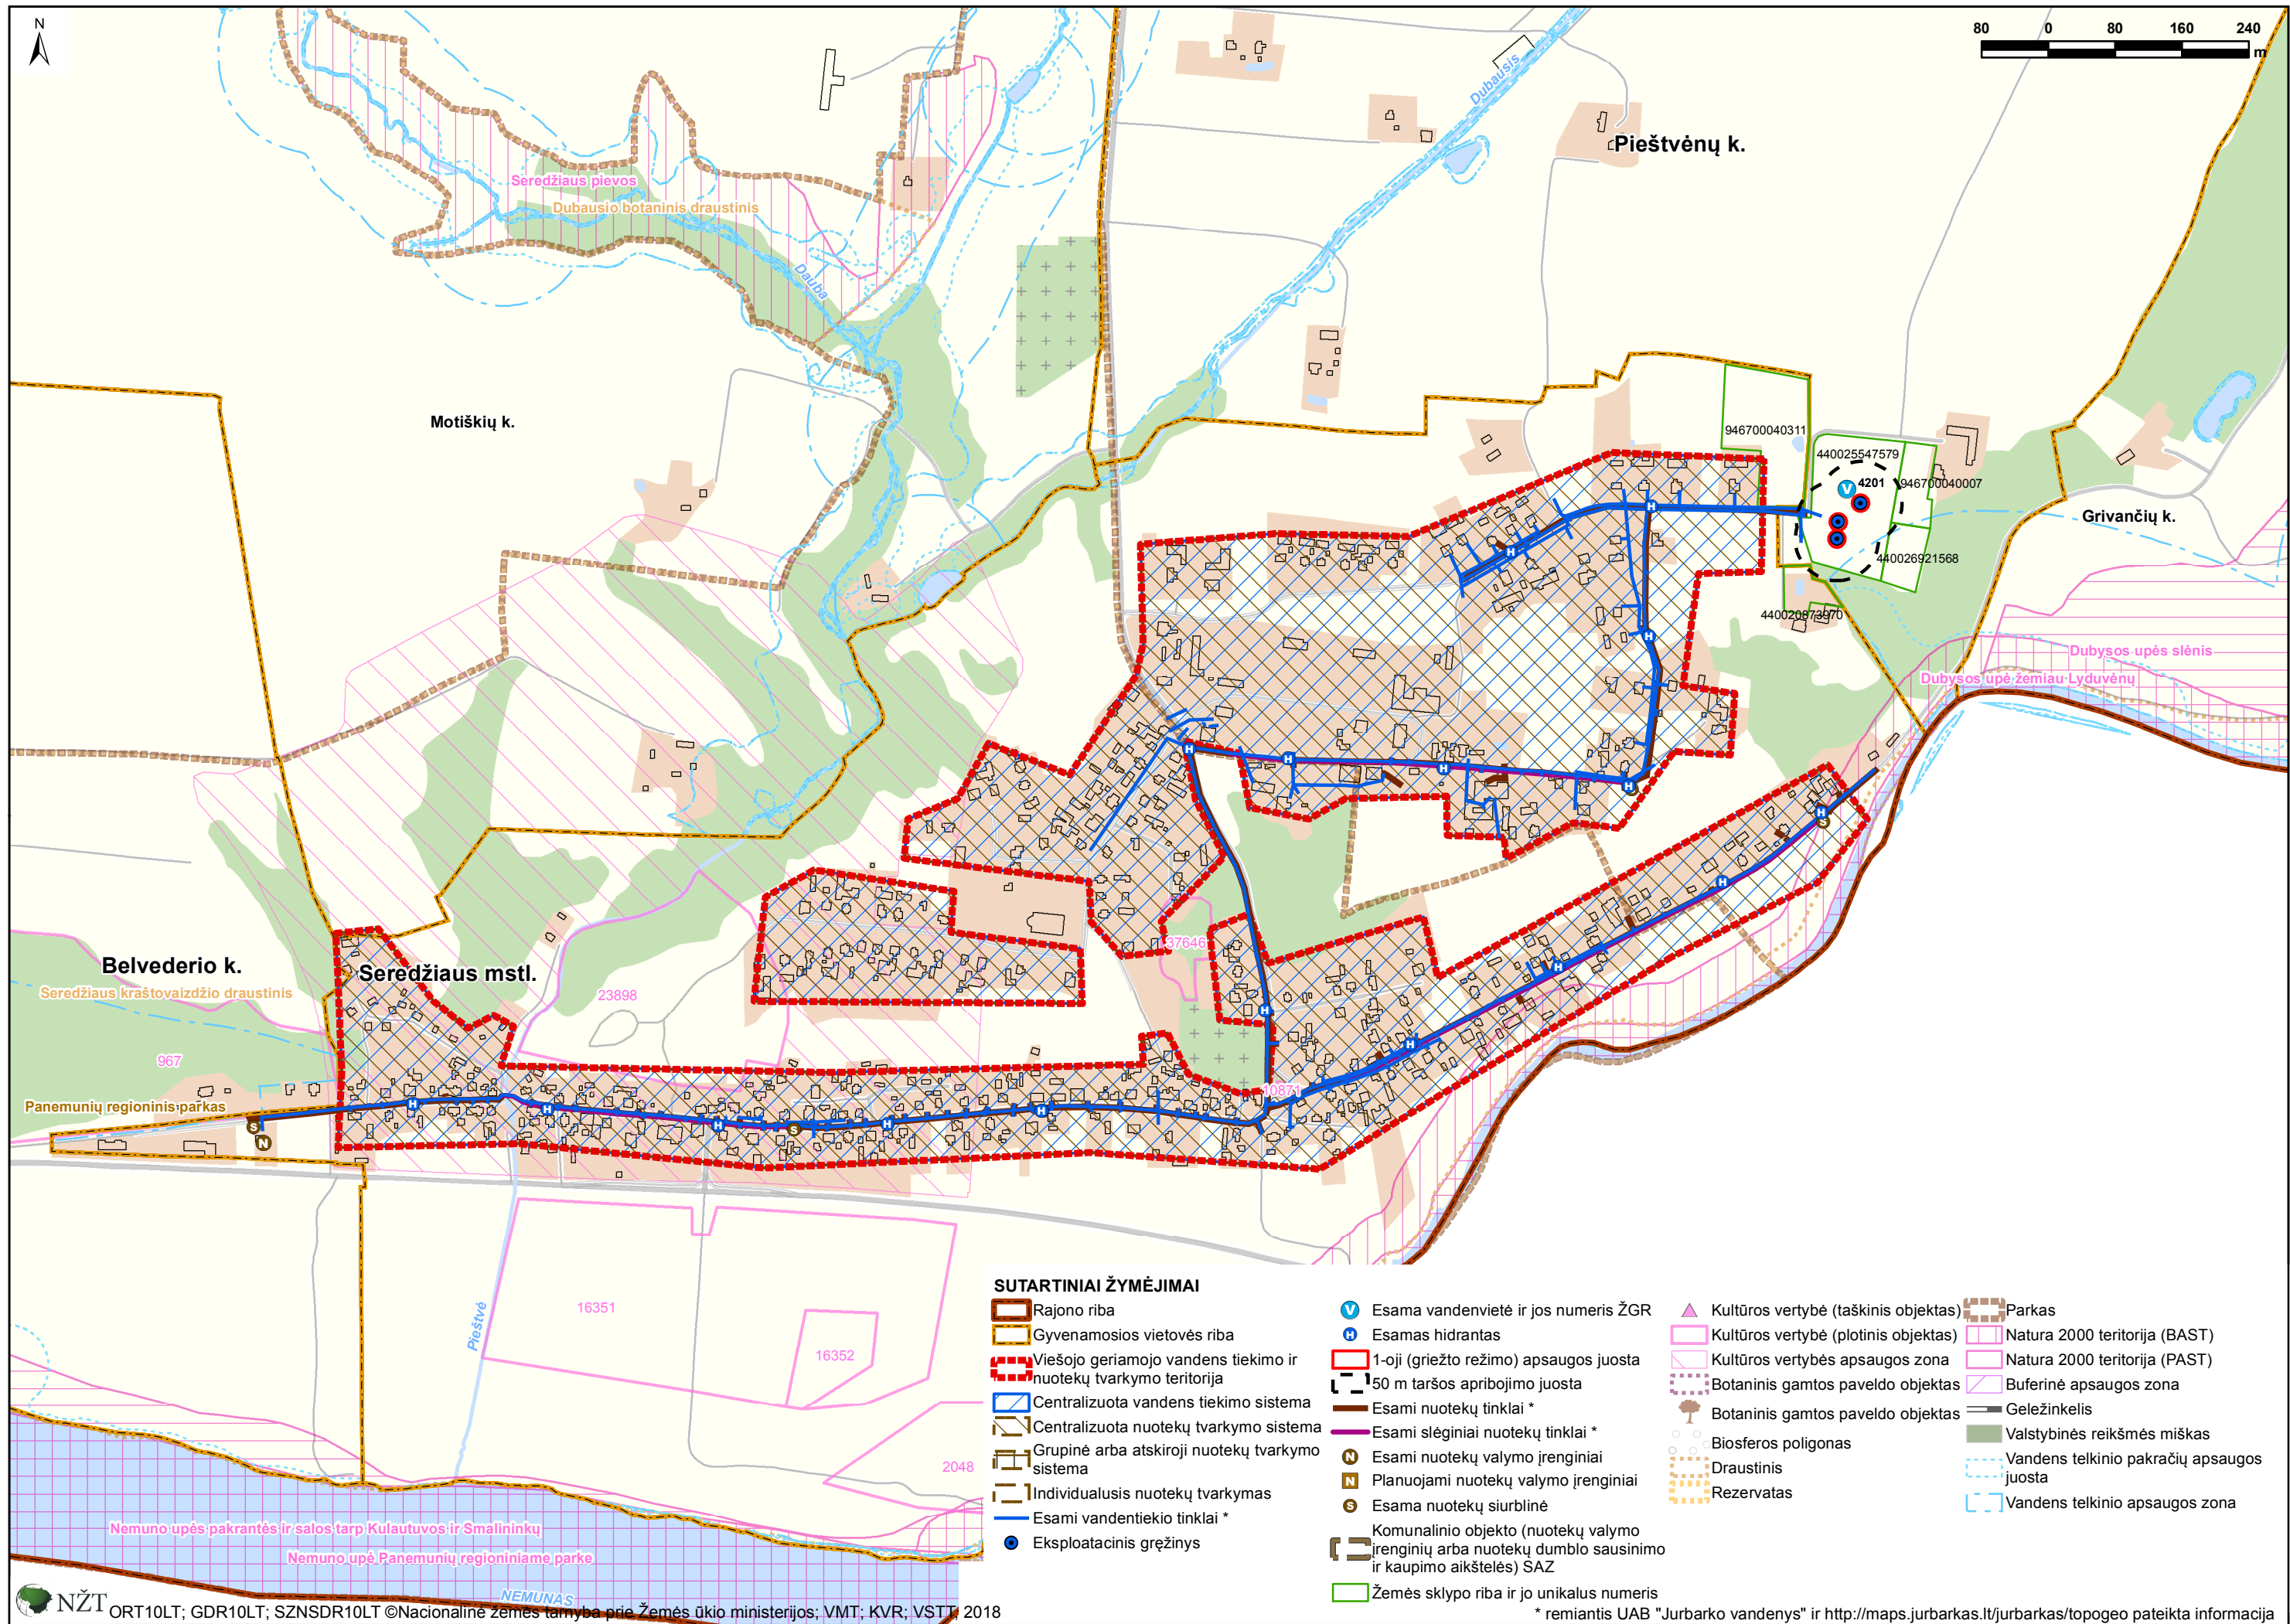 N
80 0 80 160 240
m
Dubausis
Pieštvėnų k.
Seredžiaus pievos
Dubausio botaninis draustinis
Dauba
Motiškių k.
946700040311
440025547579
V 4201
946700040007
Grivančių k.
440026921568
440020873970
Dubysos upės slėnis
Dubysos upė žemiau Lyduvėnų
37646
Belvederio k.
Seredžiaus mstl.
Seredžiaus kraštovaizdžio draustinis
23898
967
10871
Panemunių regioninis parkas
S
N
16351
Pieštvė
16352
2048
Nemuno upės pakrantės ir salos tarp Kulautuvos ir Smalininkų
Nemuno upė Panemunių regioniniame parke
NEMUNAS
SUTARTINIAI ŽYMĖJIMAI
Rajono riba
Gyvenamosios vietovės riba
Viešojo geriamojo vandens tiekimo ir
nuotekų tvarkymo teritorija
Centralizuota vandens tiekimo sistema
Centralizuota nuotekų tvarkymo sistema
Grupinė arba atskiroji nuotekų tvarkymo
sistema
Individualusis nuotekų tvarkymas
Esami vandentiekio tinklai *
Eksploatacinis gręžinys
V Esama vandenvietė ir jos numeris ŽGR
H Esamas hidrantas
1-oji (griežto režimo) apsaugos juosta
50 m taršos apribojimo juosta
Esami nuotekų tinklai *
Esami slėginiai nuotekų tinklai *
N Esami nuotekų valymo įrenginiai
N Planuojami nuotekų valymo įrenginiai
S Esama nuotekų siurblinė
Komunalinio objekto (nuotekų valymo
įrenginių arba nuotekų dumblo sausinimo
ir kaupimo aikštelės) SAZ
Žemės sklypo riba ir jo unikalus numeris
Kultūros vertybė (taškinis objektas)
Kultūros vertybė (plotinis objektas)
Kultūros vertybės apsaugos zona
Botaninis gamtos paveldo objektas
Botaninis gamtos paveldo objektas
Biosferos poligonas
Draustinis
Rezervatas
Parkas
Natura 2000 teritorija (BAST)
Natura 2000 teritorija (PAST)
Buferinė apsaugos zona
Geležinkelis
Valstybinės reikšmės miškas
Vandens telkinio pakračių apsaugos
juosta
Vandens telkinio apsaugos zona
NŽT ORT10LT; GDR10LT; SZNSDR10LT ©Nacionalinė žemės tarnyba prie Žemės ūkio ministerijos; VMT; KVR; VSTT, 2018
* remiantis UAB "Jurbarko vandenys" ir http://maps.jurbarkas.lt/jurbarkas/topogeo pateikta informacija